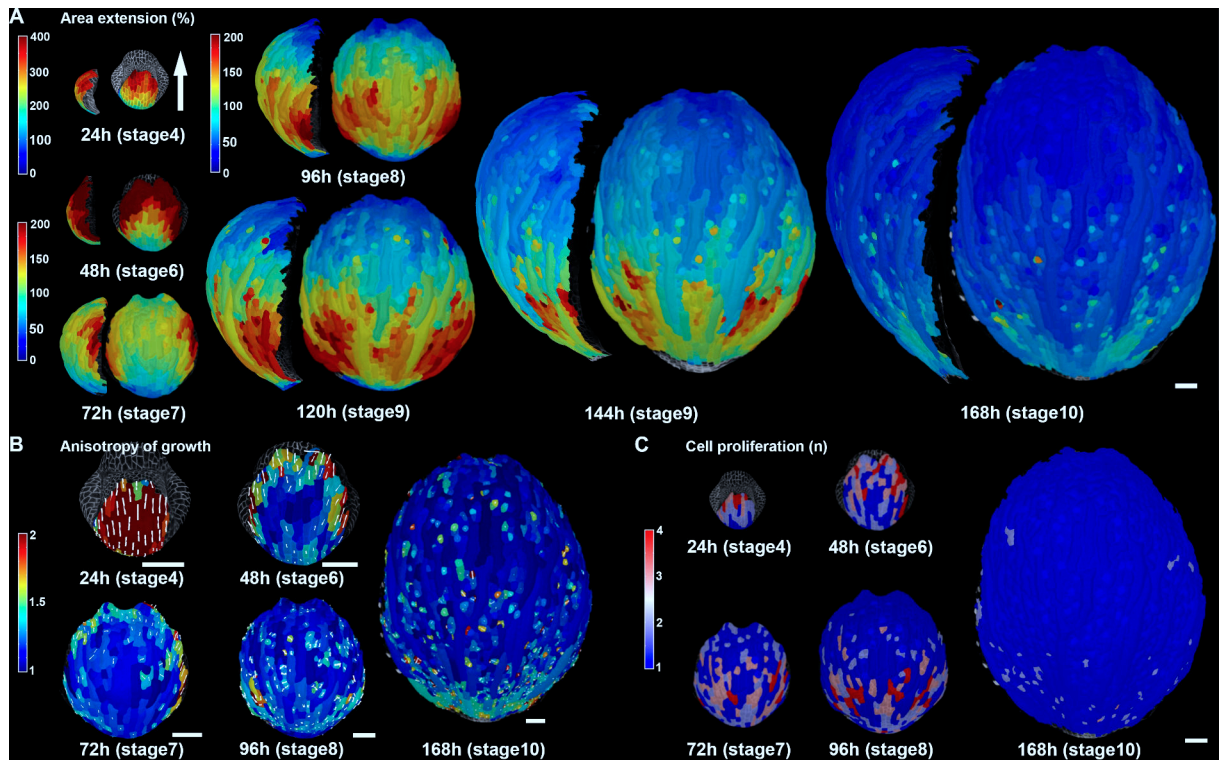 A
Area extension (%)
400
300
200
100
0
24h (stage4)
200
150
100
50
0
96h (stage8)
48h (stage6)
200
150
100
50
0
72h (stage7)
120h (stage9)
144h (stage9)
168h (stage10)
B
Anisotropy of growth
2
1.5
1
24h (stage4)
48h (stage6)
72h (stage7)
96h (stage8)
168h (stage10)
C
Cell proliferation (n)
4
3
2
1
24h (stage4)
48h (stage6)
72h (stage7)
96h (stage8)
168h (stage10)